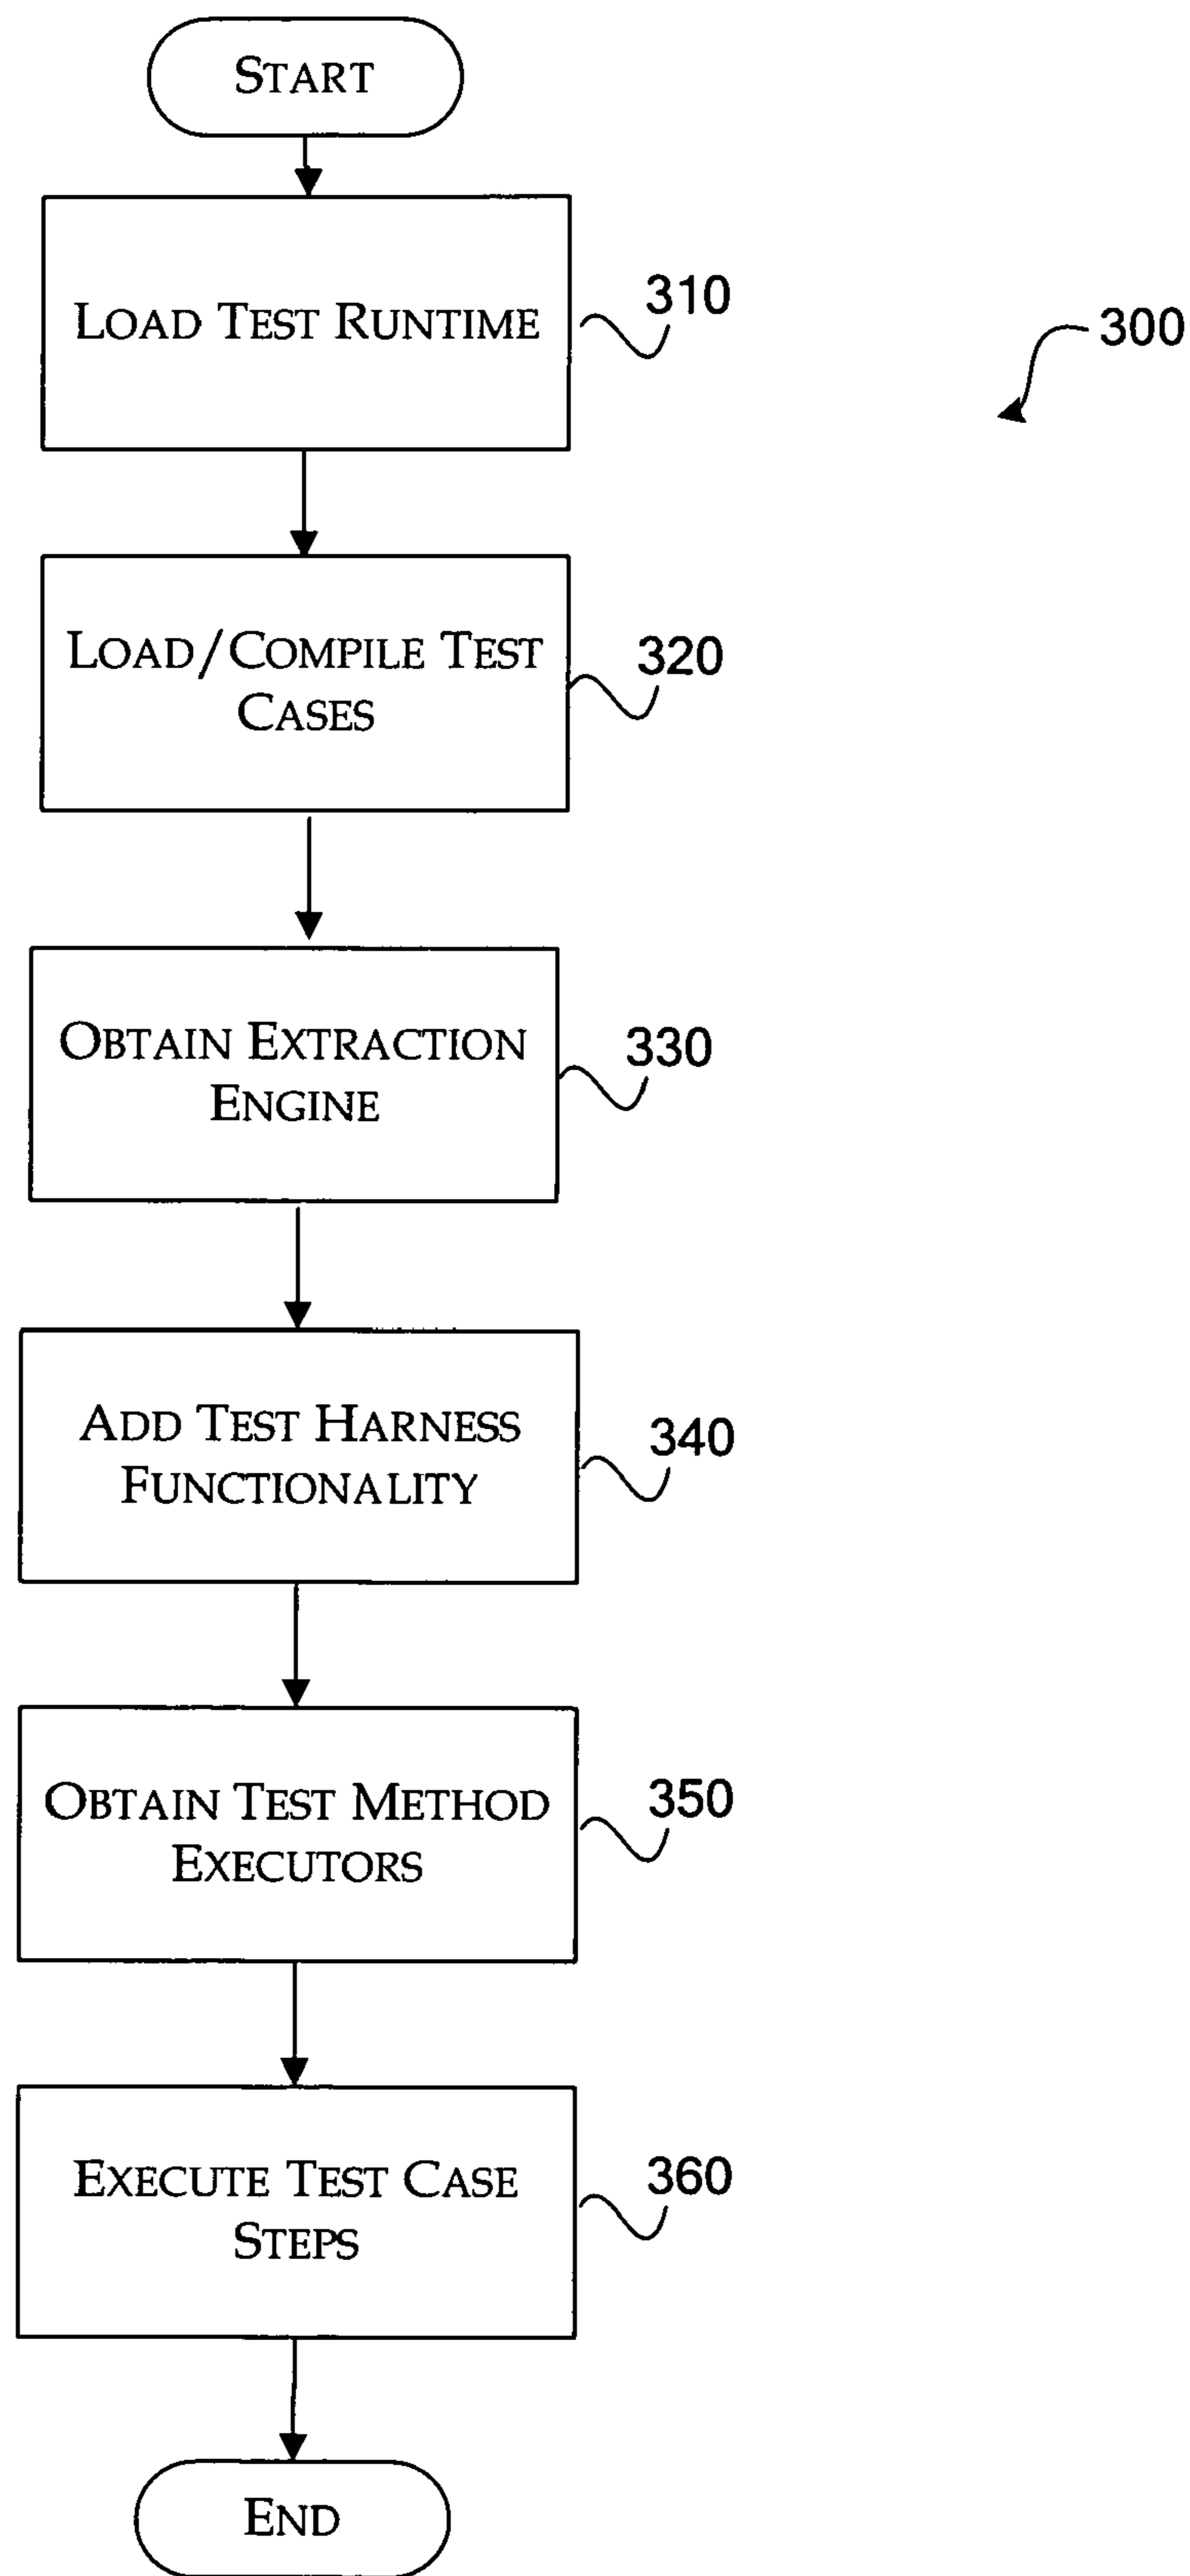 START
LOAD TEST RUNTIME
310
300
LOAD/COMPILE TEST
CASES
320
OBTAIN EXTRACTION
ENGINE
330
ADD TEST HARNESS
FUNCTIONALITY
340
OBTAIN TEST METHOD
EXECUTORS
350
EXECUTE TEST CASE
STEPS
360
END